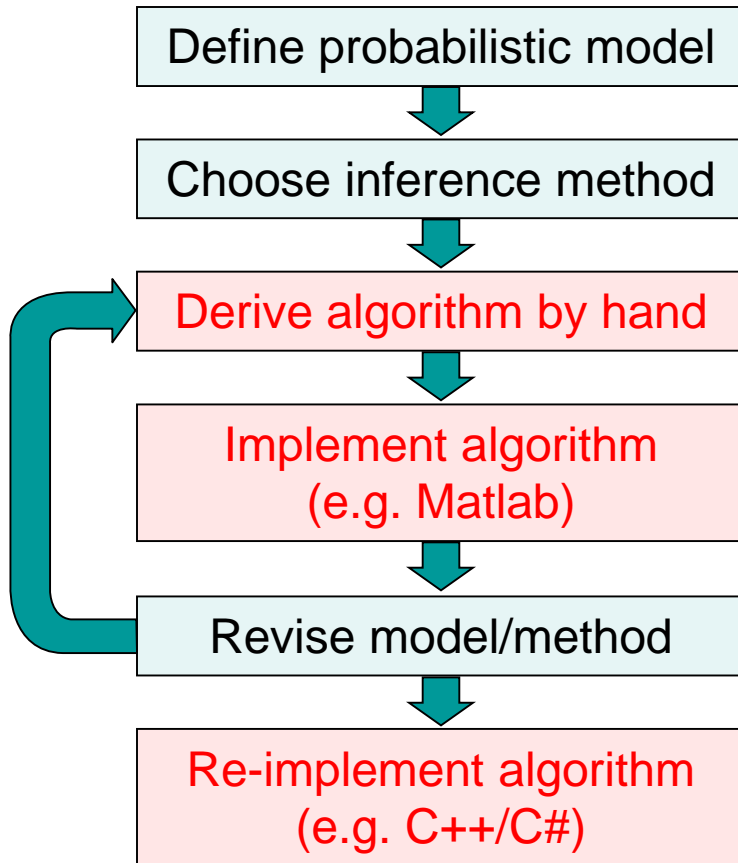 Define probabilistic model
Choose inference method
Derive algorithm by hand
Implement algorithm
(e.g. Matlab)
Revise model/method
Re-implement algorithm
(e.g. C++/C#)